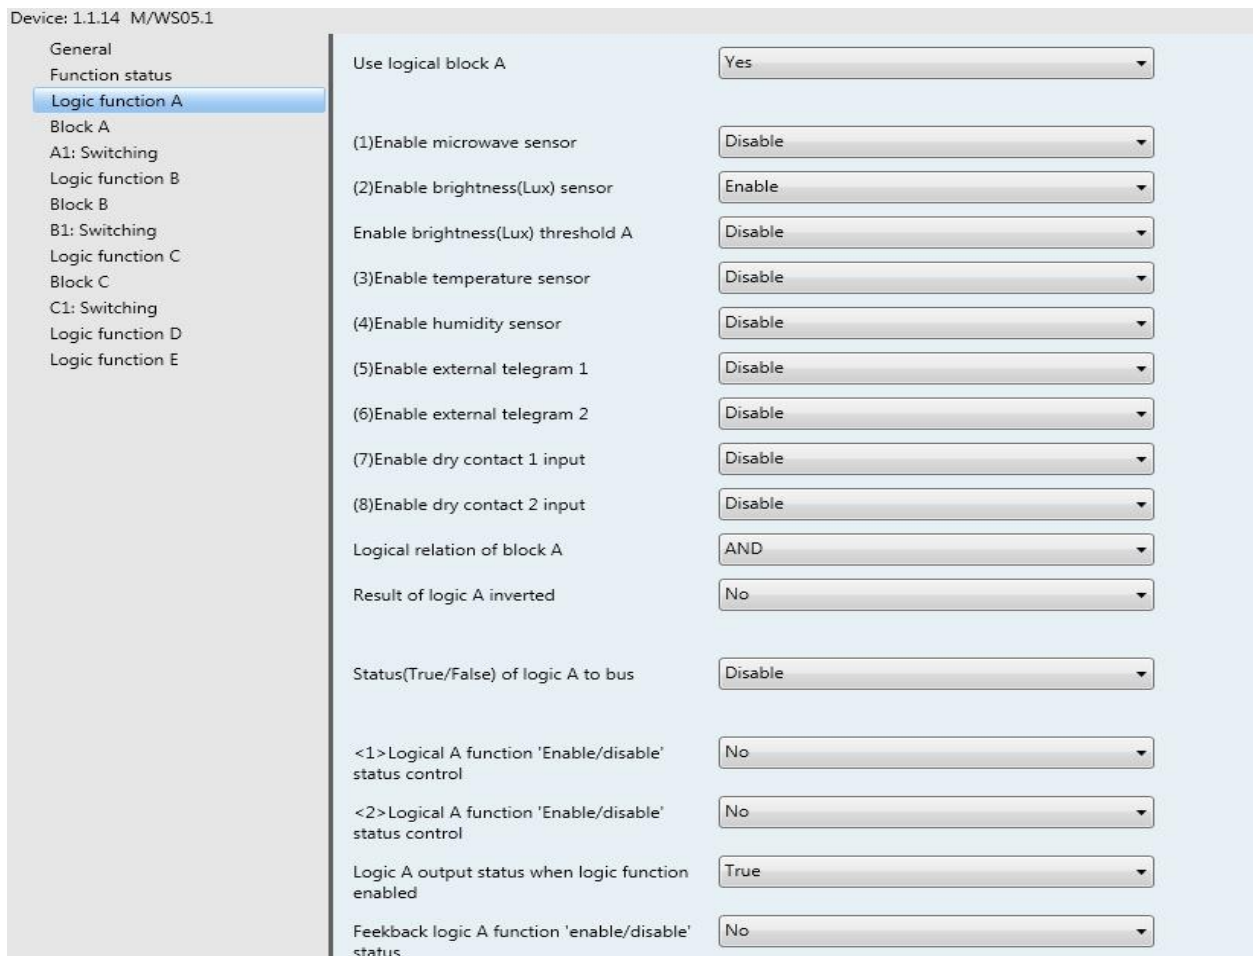 Device: 1.1.14 M/WS05.1
General
Function status
Logic function A
Block A
A1: Switching
Logic function B
Block B
B1: Switching
Logic function C
Block C
C1: Switching
Logic function D
Logic function E
Use logical block A Yes
(1)Enable microwave sensor Disable
(2)Enable brightness(Lux) sensor Enable
Enable brightness(Lux) threshold A Disable
(3)Enable temperature sensor Disable
(4)Enable humidity sensor Disable
(5)Enable external telegram 1 Disable
(6)Enable external telegram 2 Disable
(7)Enable dry contact 1 input Disable
(8)Enable dry contact 2 input Disable
Logical relation of block A AND
Result of logic A inverted No
Status(True/False) of logic A to bus Disable
<1>Logical A function 'Enable/disable' No
status control
<2>Logical A function 'Enable/disable' No
status control
Logic A output status when logic function True
enabled
Feekback logic A function 'enable/disable' No
status